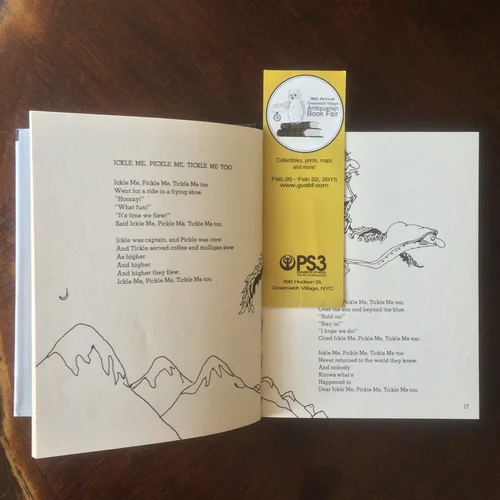 ICKLE ME, PICKLE ME, TICKLE ME TOO
Ickle Me, Pickle Me, Tickle Me too
Went for a ride in a flying shoe.
"Hooray!"
"What fun!"
"It's time we flew!"
Said Ickle Me, Pickle Me, Tickle Me too.
Ickle was captain, and Pickle was crew
And Tickle served coffee and mulligan stew
As higher
And higher
And higher they flew,
Ickle Me, Pickle Me, Tickle Me too.
36th Annual
Greenwich Village
Antiquarian
Book Fair
Collectibles, prints, maps
and more!
Feb.20 - Feb 22, 2015
www.gvabf.com
PS3
490 Hudson St.
Greenwich Village, NYC
Pickle Me, Tickle Me too,
Over the sun and beyond the blue.
"Hold on!"
"Stay in!"
"I hope we do!"
Cried Ickle Me, Pickle Me, Tickle Me too.
Ickle Me, Pickle Me, Tickle Me too
Never returned to the world they knew,
And nobody
Knows what's
Happened to
Dear Ickle Me, Pickle Me, Tickle Me too.
17